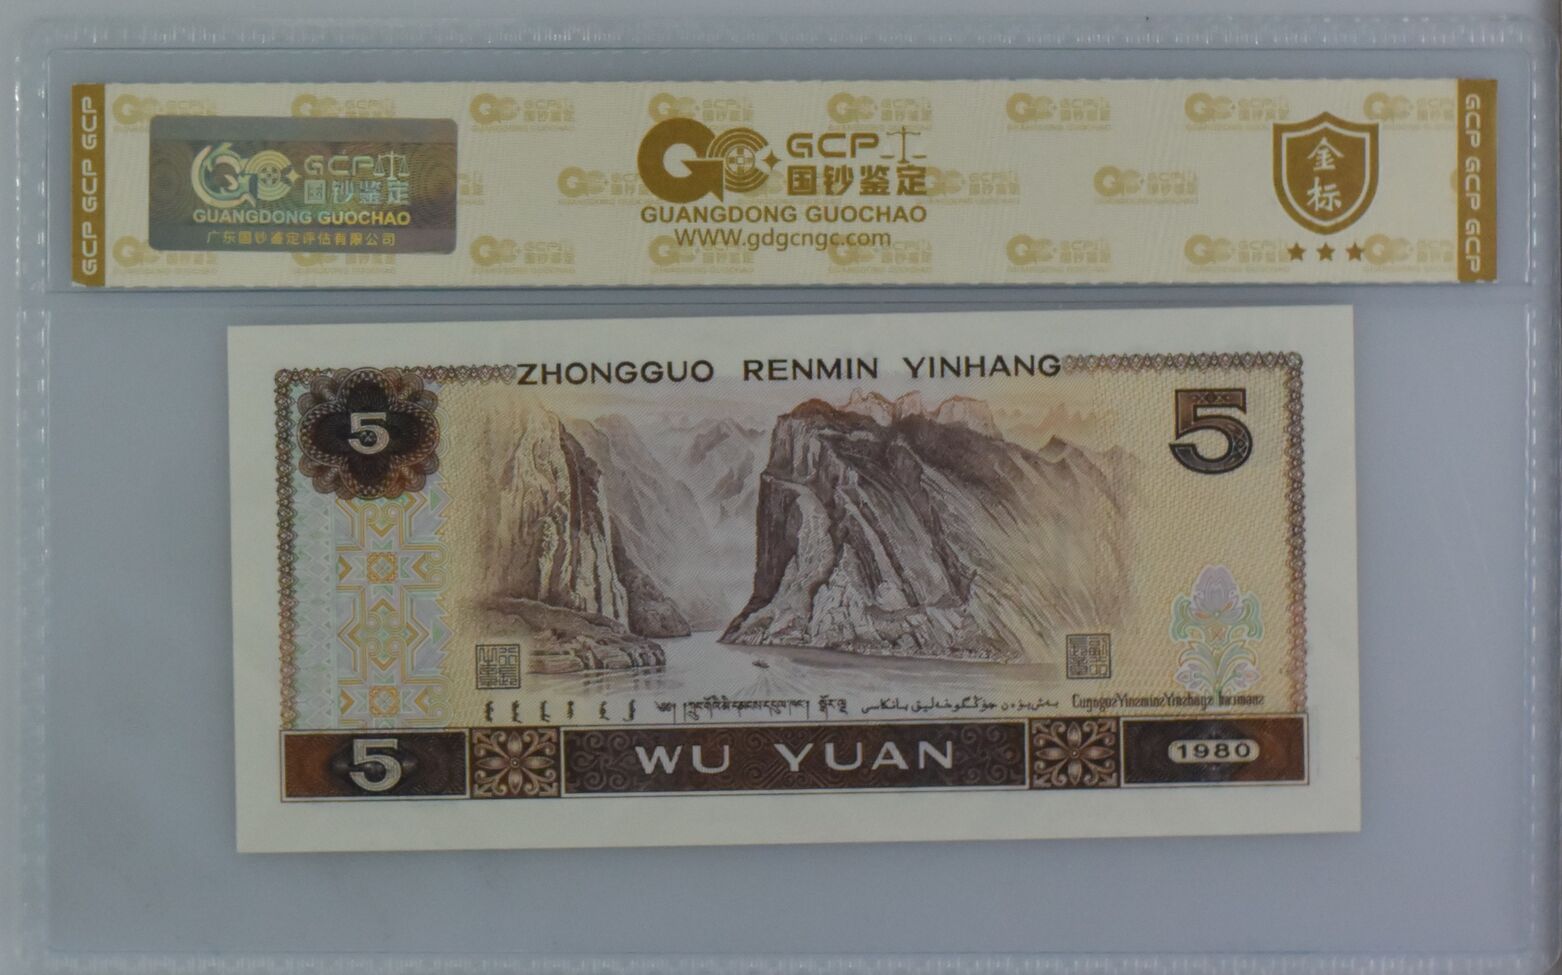 GCP GCP GCP
GCP
国钞鉴定
GUANGDONG GUOCHAO
广东国钞鉴定评估有限公司
GCP
国钞鉴定
GUANGDONG GUOCHAO
WWW.gdgcngc.com
金标
GCP GCP GCP
ZHONGGUO RENMIN YINHANG
5
5
5
WU YUAN
1980